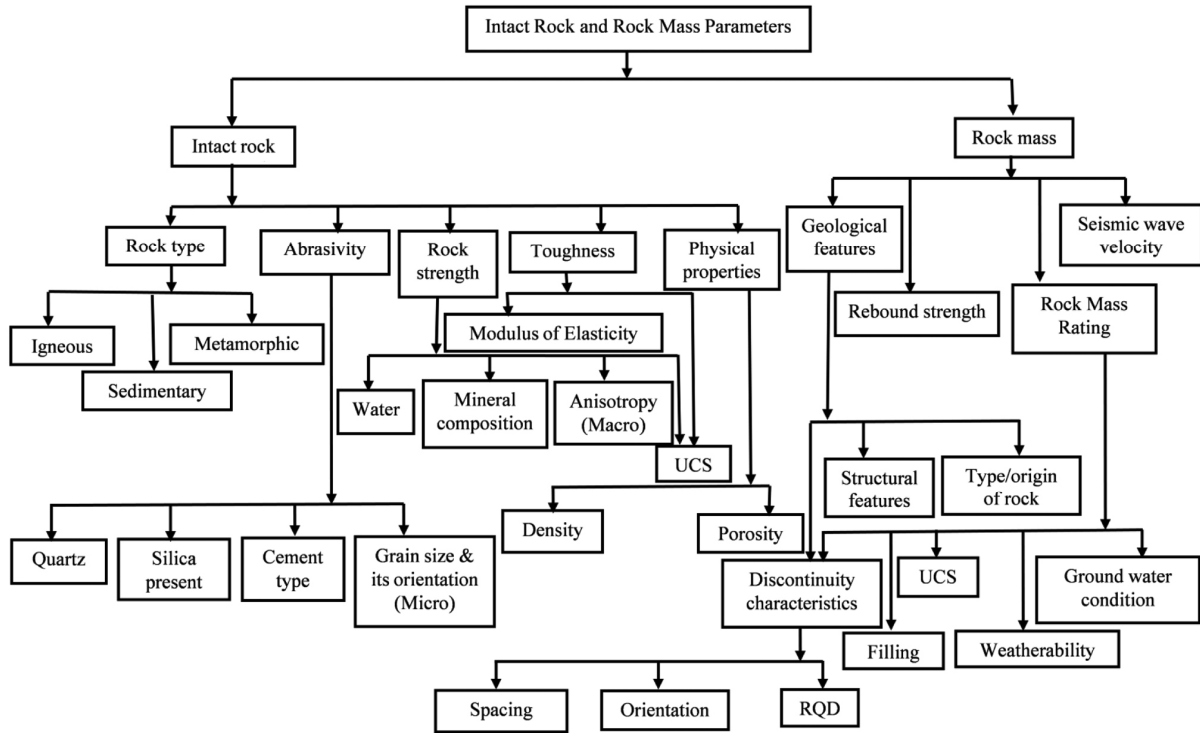 Intact Rock and Rock Mass Parameters
Intact rock
Rock mass
Rock type
Abrasivity
Rock
strength
Toughness
Physical
properties
Geological
features
Seismic wave
velocity
Rebound strength
Rock Mass
Rating
Igneous
Sedimentary
Metamorphic
Modulus of Elasticity
Water
Mineral
composition
Anisotropy
(Macro)
UCS
Structural
features
Type/origin
of rock
Density
Porosity
Quartz
Silica
present
Cement
type
Grain size &
its orientation
(Micro)
Discontinuity
characteristics
UCS
Ground water
condition
Filling
Weatherability
Spacing
Orientation
RQD